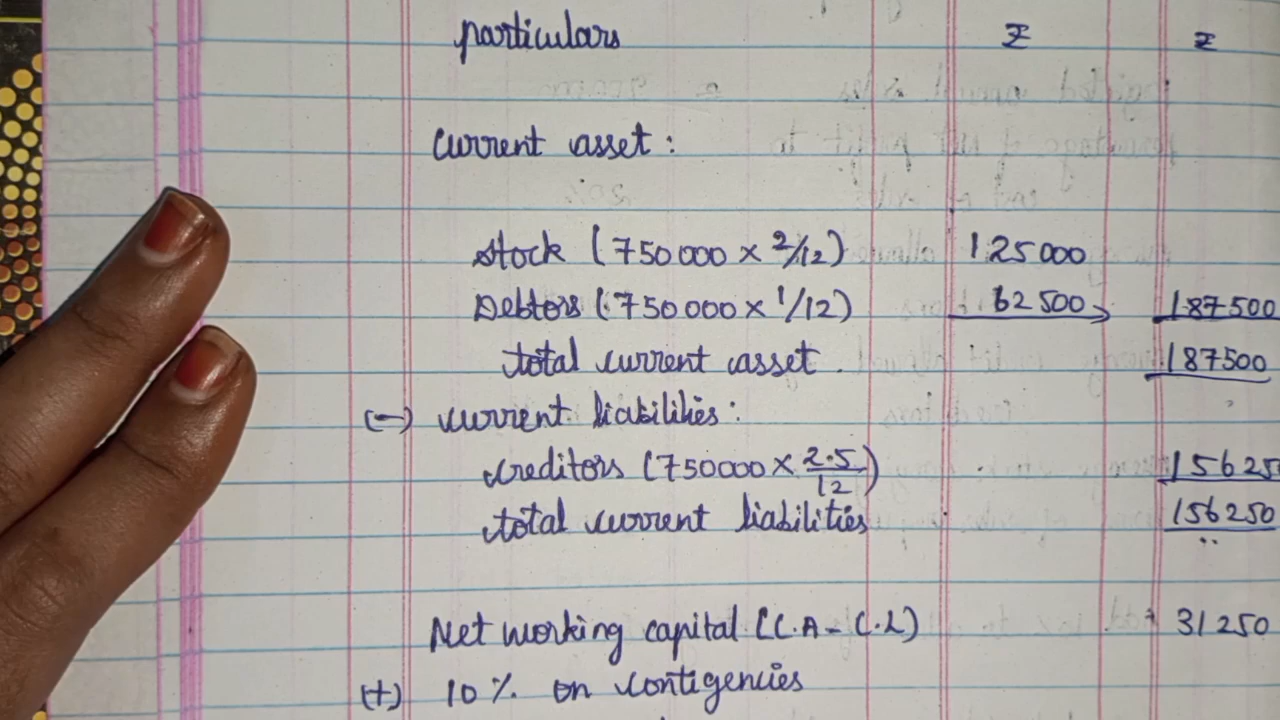 particulars ₹ ₹
Current asset:
stock (750000 × 2/12) 125000
Debtors (750000 × 1/12) 62500 187500
total current asset. 187500
(-) current liabilities:
creditors (750000 × 2.5/12) 15625
total current liabilities 156250
Net working capital (C.A - C.L) 31250
(+) 10% on contigencies